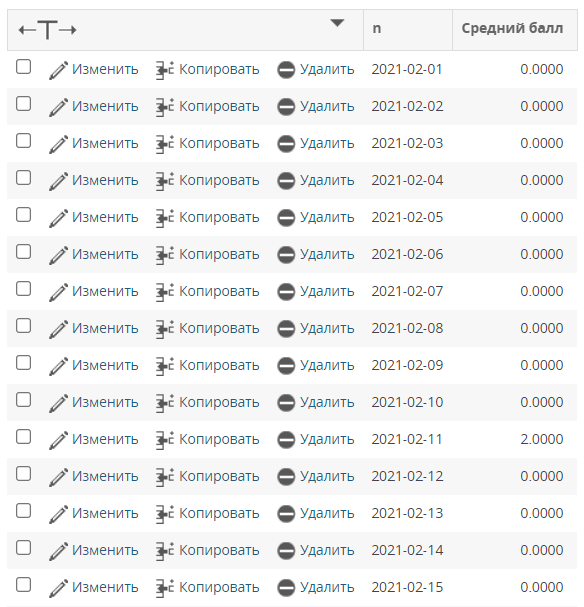 n Средний балл
Изменить Копировать Удалить 2021-02-01 0.0000
Изменить Копировать Удалить 2021-02-02 0.0000
Изменить Копировать Удалить 2021-02-03 0.0000
Изменить Копировать Удалить 2021-02-04 0.0000
Изменить Копировать Удалить 2021-02-05 0.0000
Изменить Копировать Удалить 2021-02-06 0.0000
Изменить Копировать Удалить 2021-02-07 0.0000
Изменить Копировать Удалить 2021-02-08 0.0000
Изменить Копировать Удалить 2021-02-09 0.0000
Изменить Копировать Удалить 2021-02-10 0.0000
Изменить Копировать Удалить 2021-02-11 2.0000
Изменить Копировать Удалить 2021-02-12 0.0000
Изменить Копировать Удалить 2021-02-13 0.0000
Изменить Копировать Удалить 2021-02-14 0.0000
Изменить Копировать Удалить 2021-02-15 0.0000